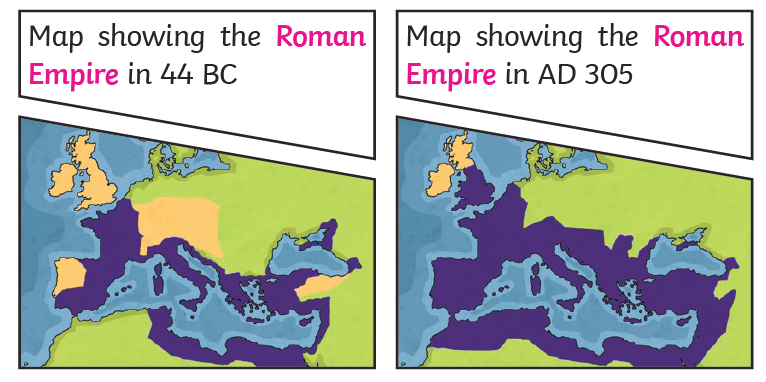 Map showing the Roman
Empire in 44 BC
Map showing the Roman
Empire in AD 305